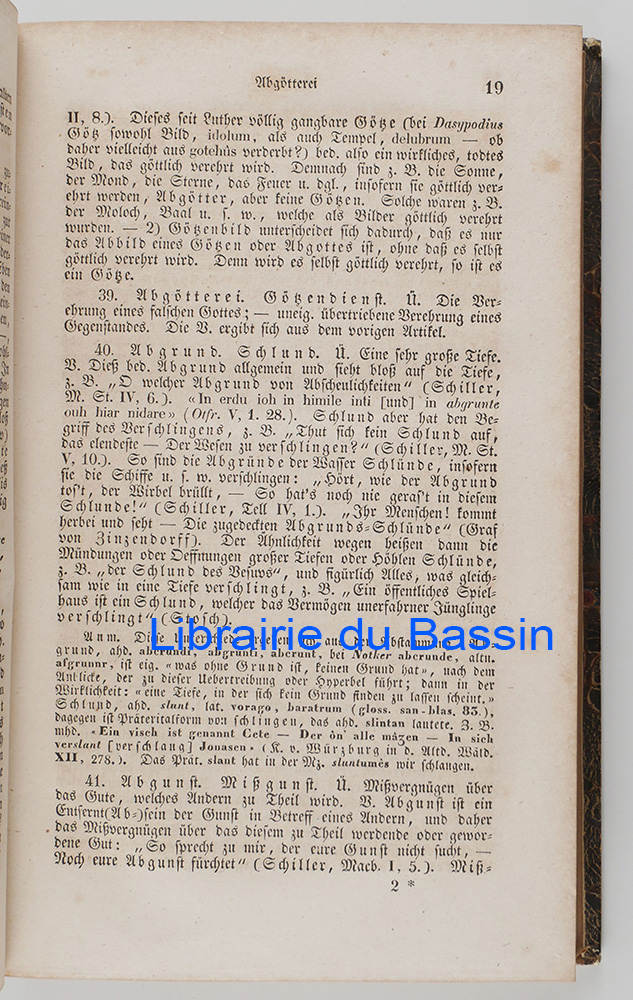 Abgötterei 19
II, 8.). Dieses seit Luther völlig gangbare Götze (bei Dasypodius
Götz sowohl Bild, idolum, als auch Tempel, delubrum — ob
daher vielleicht aus gotehûs verderbt?) bed. also ein wirkliches, todtes
Bild, das göttlich verehrt wird. Demnach sind z. B. die Sonne,
der Mond, die Sterne, das Feuer u. dgl., insofern sie göttlich ver-
ehrt werden, Abgötter, aber keine Götzen. Solche waren z. B.
der Moloch, Baal u. s. w., welche als Bilder göttlich verehrt
wurden. — 2) Götzenbild unterscheidet sich dadurch, daß es nur
das Abbild eines Götzen oder Abgottes ist, ohne daß es selbst
göttlich verehrt wird. Denn wird es selbst göttlich verehrt, so ist es
ein Götze.
39. Abgötterei. Götzendienst. Ü. Die Ver-
ehrung eines falschen Gottes; — uneig. übertriebene Verehrung eines
Gegenstandes. Die V. ergibt sich aus dem vorigen Artikel.
40. Abgrund. Schlund. Ü. Eine sehr große Tiefe.
V. Dieß bed. Abgrund allgemein und sieht bloß auf die Tiefe,
z. B. „O welcher Abgrund von Abscheulichkeiten“ (Schiller,
M. St. IV, 6.). «In erdu ioh in himile inti [und] in abgrunte
ouh hiar nidare» (Otfr. V, 1. 28.). Schlund aber hat den Be-
griff des Verschlingens, z. B. „Thut sich kein Schlund auf,
das elendeste — Der Wesen zu verschlingen?“ (Schiller, M. St.
V, 10.). So sind die Abgründe der Wasser Schlünde, insofern
sie die Schiffe u. s. w. verschlingen: „Hört, wie der Abgrund
tos't, der Wirbel brüllt, — So hat's noch nie geras't in diesem
Schlunde!“ (Schiller, Tell IV, 1.). „Ihr Menschen! kommt
herbei und seht — Die zugedeckten Abgrunds-Schlünde“ (Graf
von Zinzendorff). Der Ähnlichkeit wegen heißen dann die
Mündungen oder Oeffnungen großer Tiefen oder Höhlen Schlünde,
z. B. „der Schlund des Vesuvs“, und figürlich Alles, was gleich-
sam wie in eine Tiefe verschlingt, z. B. „Ein öffentliches Spiel-
haus ist ein Schlund, welcher das Vermögen unerfahrner Jünglinge
verschlingt“ (Stosch).
Librairie du Bassin
Anm. Diese Unterschiede aus der
grund, ahd. abcrundi, abgrunti, abcrunt, bei Notker abcrunde, altn.
afgrunnr, ist eig. «was ohne Grund ist, keinen Grund hat», nach dem
Anblicke, der zu dieser Uebertreibung oder Hyperbel führt; dann in der
Wirklichkeit: «eine Tiefe, in der sich kein Grund finden zu lassen scheint.»
Schlund, ahd. slunt, lat. vorago, baratrum (gloss. san-blas. 83.),
dagegen ist Präteritalform von schlingen, das ahd. slintan lautete. Z. B.
mhd. «Ein visch ist genannt Cete — Der ôn' alle mâzen — In sich
verslant [verschlang] Jonasen» (K. v. Würzburg in d. Altd. Wäld.
XII, 278.). Das Prät. slant hat in der Mz. sluntumês wir schlangen.
41. Abgunst. Mißgunst. Ü. Mißvergnügen über
das Gute, welches Andern zu Theil wird. V. Abgunst ist ein
Entfernt(Ab-)sein der Gunst in Betreff eines Andern, und daher
das Mißvergnügen über das diesem zu Theil werdende oder gewor-
dene Gut: „So sprecht zu mir, der eure Gunst nicht sucht, —
Noch eure Abgunst fürchtet“ (Schiller, Macb. I, 5.). Miß-
2 *